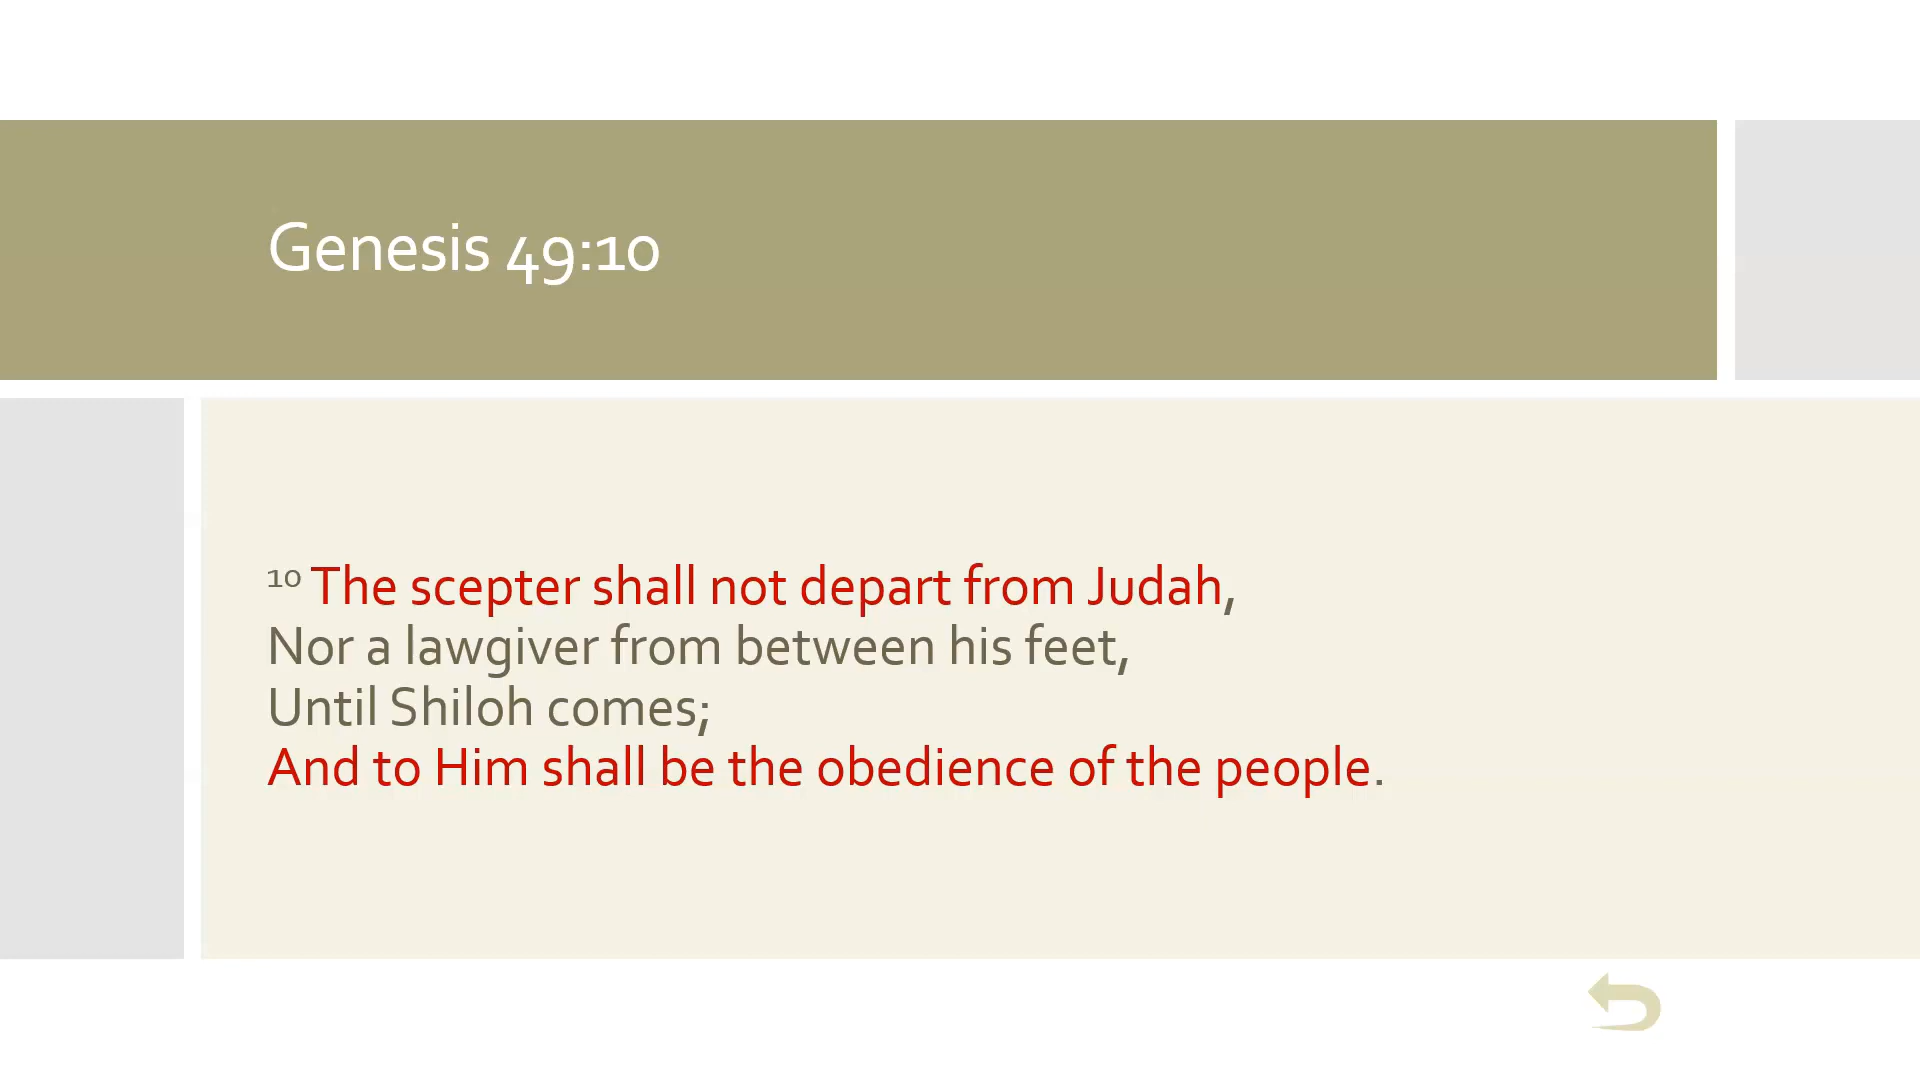 Genesis 49:10
10 The scepter shall not depart from Judah,
Nor a lawgiver from between his feet,
Until Shiloh comes;
And to Him shall be the obedience of the people.